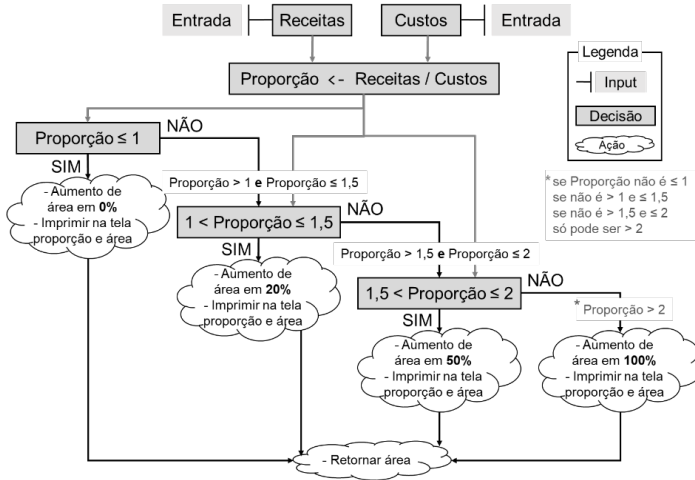 Entrada
Receitas
Custos
Entrada
Proporção <- Receitas / Custos
Legenda
Input
Decisão
Ação
Proporção ≤ 1
NÃO
SIM
- Aumento de
área em 0%
- Imprimir na tela
proporção e área
Proporção > 1 e Proporção ≤ 1,5
1 < Proporção ≤ 1,5
NÃO
SIM
- Aumento de
área em 20%
- Imprimir na tela
proporção e área
* se Proporção não é ≤ 1
se não é > 1 e ≤ 1,5
se não é > 1,5 e ≤ 2
só pode ser > 2
Proporção > 1,5 e Proporção ≤ 2
1,5 < Proporção ≤ 2
NÃO
SIM
* Proporção > 2
- Aumento de
área em 50%
- Imprimir na tela
proporção e área
- Aumento de
área em 100%
- Imprimir na tela
proporção e área
- Retornar área